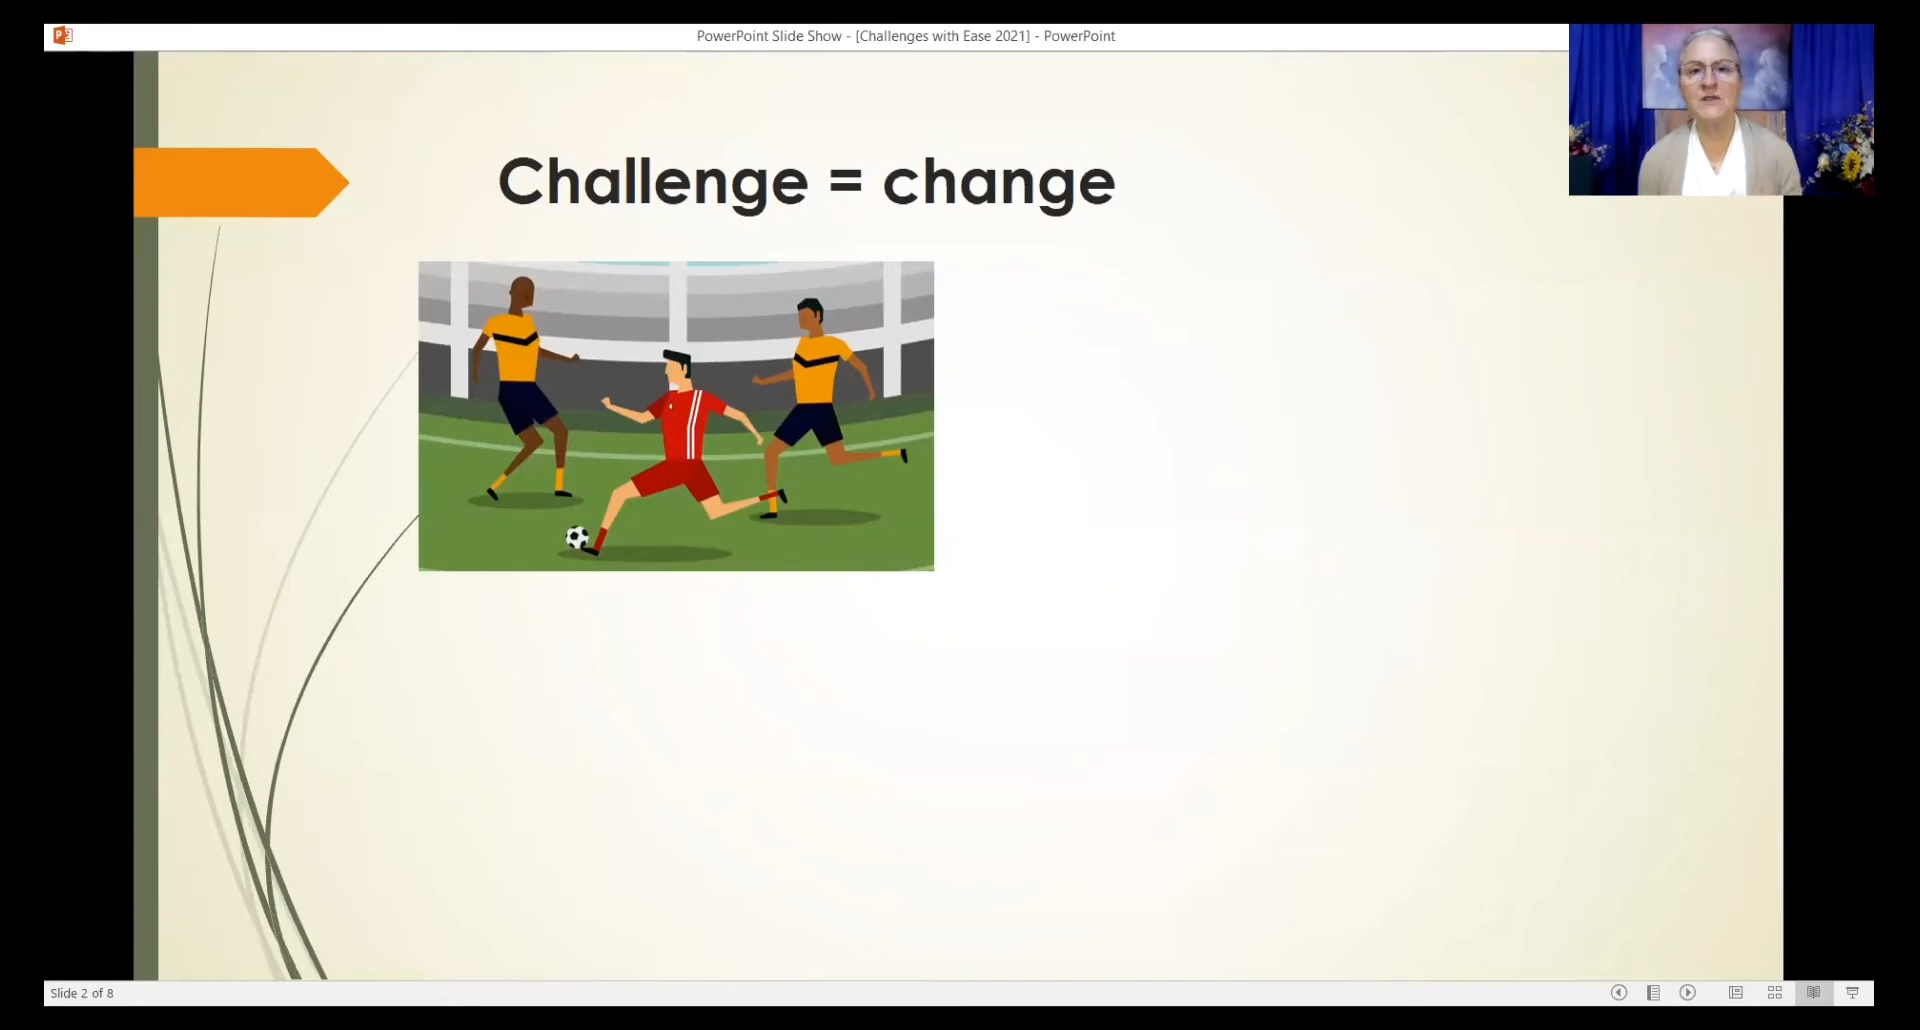 PowerPoint Slide Show - [Challenges with Ease 2021] - PowerPoint
Challenge = change
Slide 2 of 8